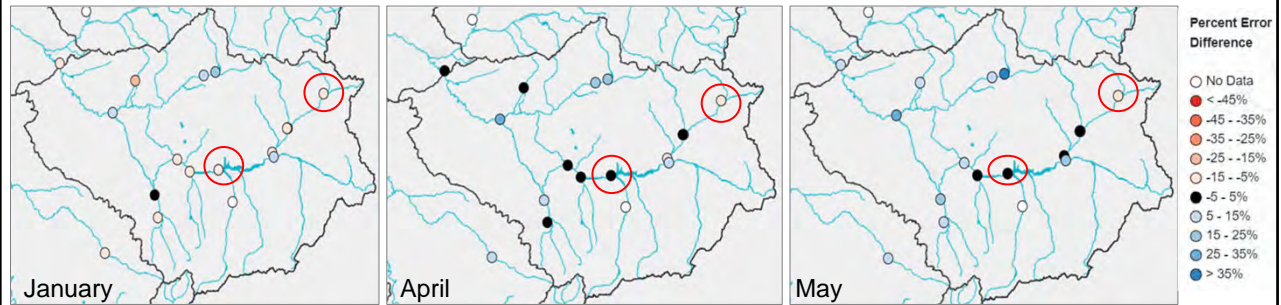 January
April
May
Percent Error
Difference
No Data
< -45%
-45 - -35%
-35 - -25%
-25 - -15%
-15 - -5%
-5 - 5%
5 - 15%
15 - 25%
25 - 35%
> 35%